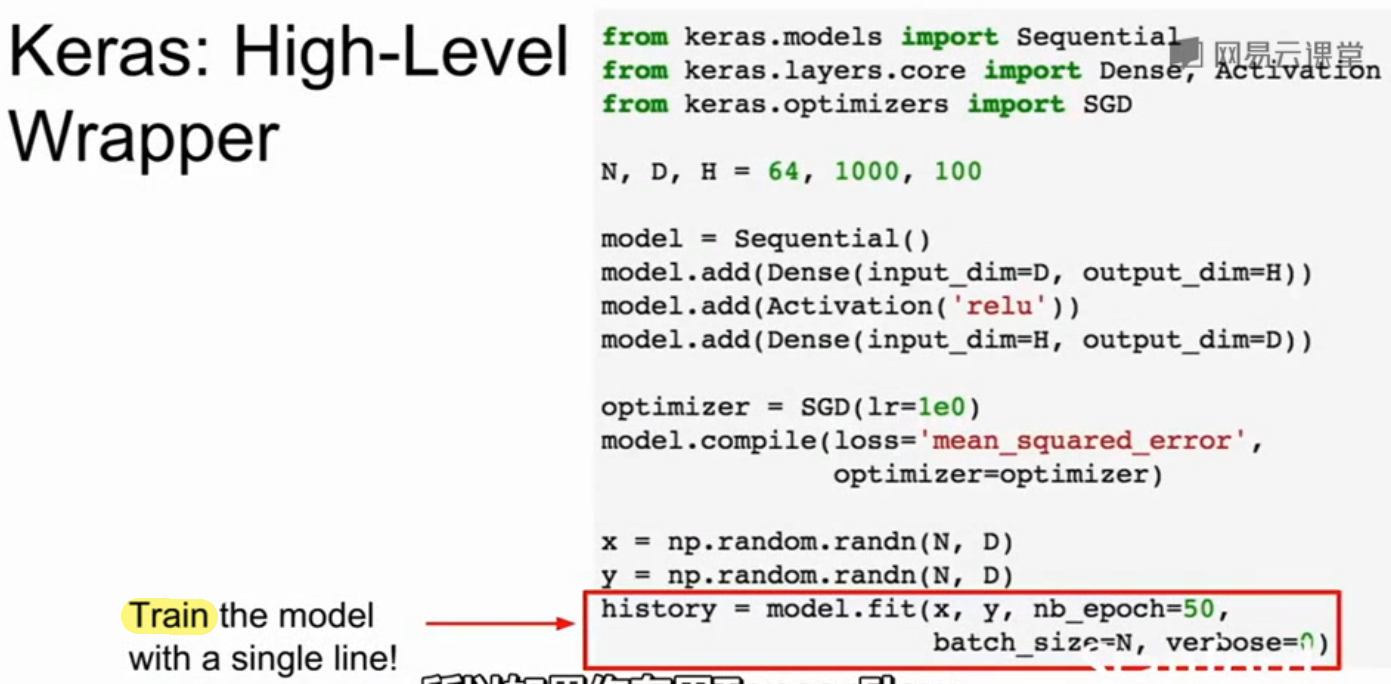 Keras: High-Level
Wrapper
网易云课堂
from keras.models import Sequential
from keras.layers.core import Dense, Activation
from keras.optimizers import SGD
N, D, H = 64, 1000, 100
model = Sequential()
model.add(Dense(input_dim=D, output_dim=H))
model.add(Activation('relu'))
model.add(Dense(input_dim=H, output_dim=D))
optimizer = SGD(lr=1e0)
model.compile(loss='mean_squared_error',
optimizer=optimizer)
x = np.random.randn(N, D)
y = np.random.randn(N, D)
history = model.fit(x, y, nb_epoch=50,
batch_size=N, verbose=0)
Train the model
with a single line!